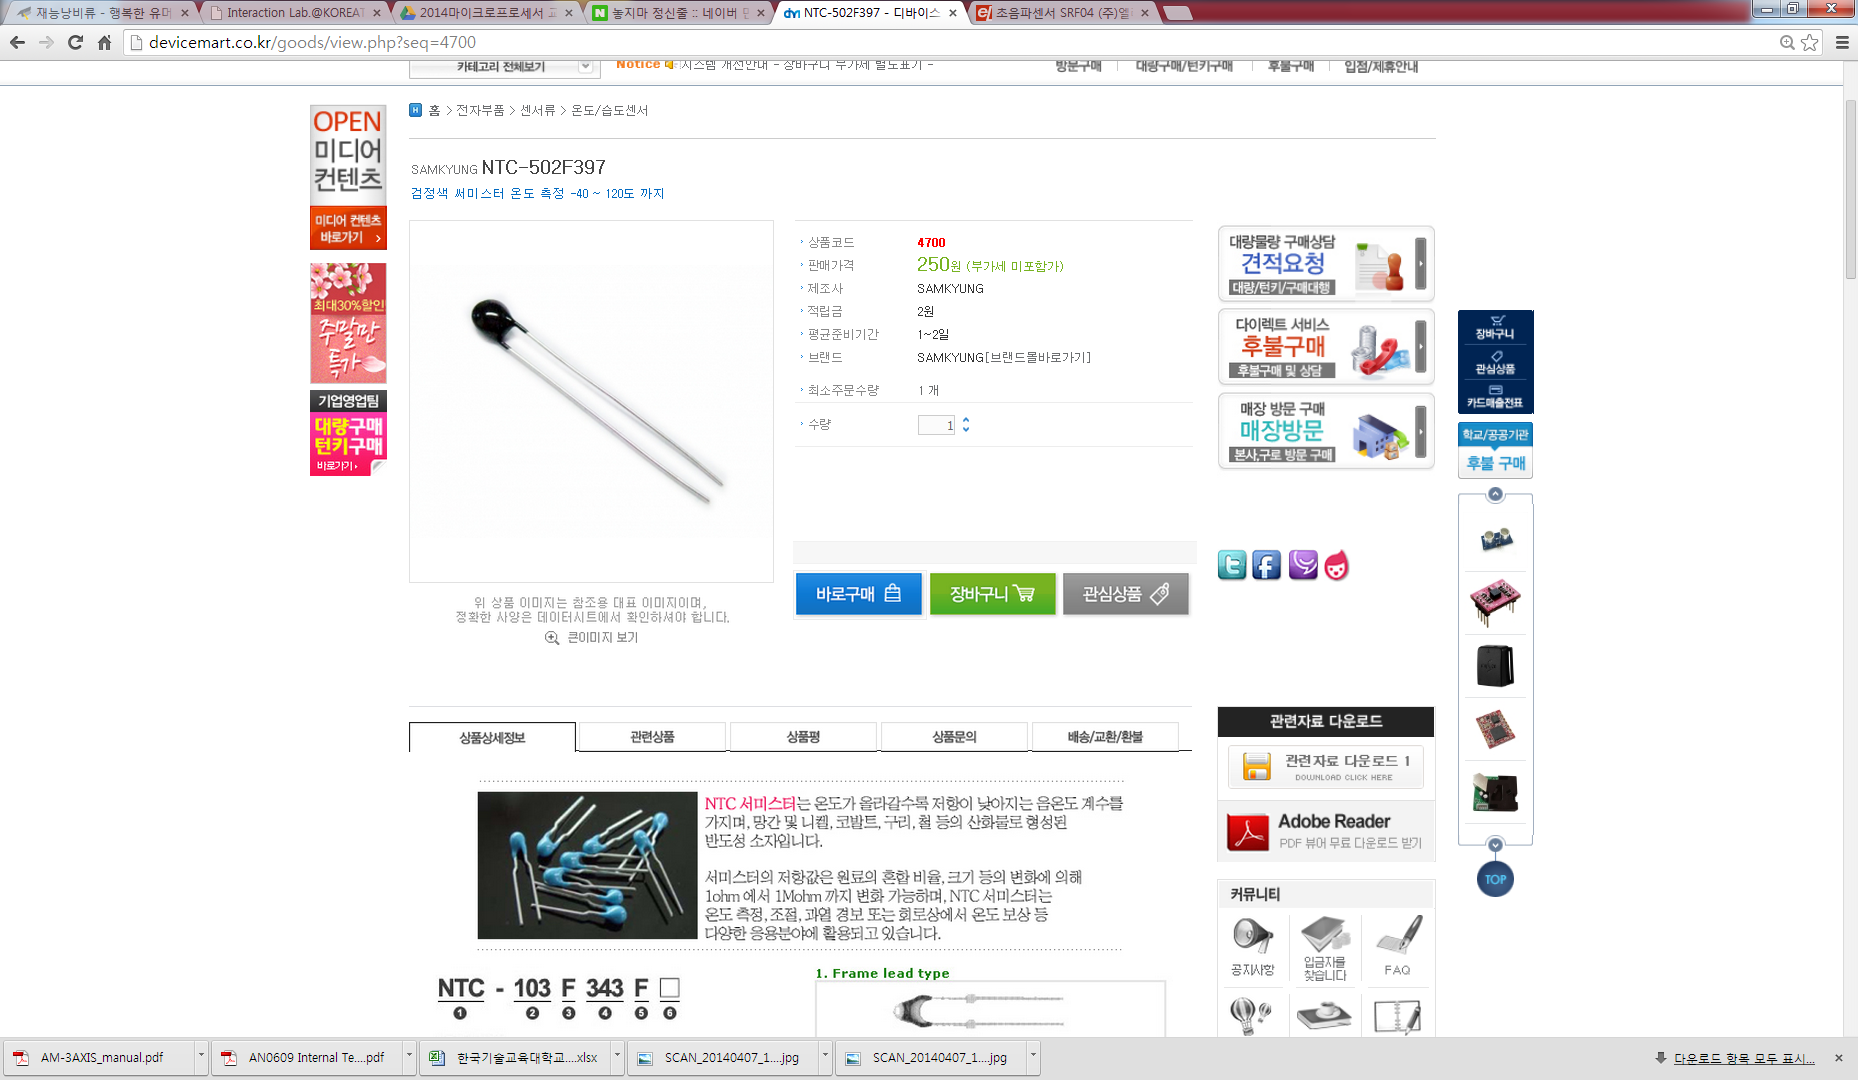 재능낭비류 - 행복한 유머
Interaction Lab.@KOREAT
2014마이크로프로세서 교
놓지마 정신줄 :: 네이버 만
NTC-502F397 - 디바이스
초음파센서 SRF04 (주)엘
devicemart.co.kr/goods/view.php?seq=4700
카테고리 전체보기
Notice 시스템 개선안내 - 장바구니 부가세 별도표기 -
방문구매
대량구매/턴키구매
후불구매
입점/제휴안내
홈 > 전자부품 > 센서류 > 온도/습도센서
OPEN
미디어
컨텐츠
미디어 컨텐츠
바로가기 >
최대30%할인!
주말만
특가
기업영업팀
대량구매
턴키구매
바로가기
SAMKYUNG NTC-502F397
검정색 써미스터 온도 측정 -40 ~ 120도 까지
위 상품 이미지는 참조용 대표 이미지이며,
정확한 사양은 데이터시트에서 확인하셔야 합니다.
큰이미지 보기
상품코드 4700
판매가격 250원 (부가세 미포함가)
제조사 SAMKYUNG
적립금 2원
평균준비기간 1~2일
브랜드 SAMKYUNG[브랜드몰바로가기]
최소주문수량 1 개
수량 1
바로구매
장바구니
관심상품
대량물량 구매상담
견적요청
대량/턴키/구매대행
다이렉트 서비스
후불구매
후불구매 및 상담
매장 방문 구매
매장방문
본사,구로 방문 구매
장바구니
관심상품
카드매출전표
학교/공공기관
후불 구매
TOP
상품상세정보
관련상품
상품평
상품문의
배송/교환/환불
NTC 서미스터는 온도가 올라갈수록 저항이 낮아지는 음온도 계수를
가지며, 망간 및 니켈, 코발트, 구리, 철 등의 산화물로 형성된
반도성 소자입니다.
서미스터의 저항값은 원료의 혼합 비율, 크기 등의 변화에 의해
1ohm 에서 1Mohm 까지 변화 가능하며, NTC 서미스터는
온도 측정, 조절, 과열 경보 또는 회로상에서 온도 보상 등
다양한 응용분야에 활용되고 있습니다.
NTC - 103 F 343 F □
1 2 3 4 5 6
1. Frame lead type
관련자료 다운로드
관련자료 다운로드 1
DOWNLOAD CLICK HERE
Adobe Reader
PDF 뷰어 무료 다운로드 받기
커뮤니티
공지사항
입금자를
찾습니다
FAQ
AM-3AXIS_manual.pdf
AN0609 Internal Te....pdf
한국기술교육대학교....xlsx
SCAN_20140407_1....jpg
SCAN_20140407_1....jpg
다운로드 항목 모두 표시...